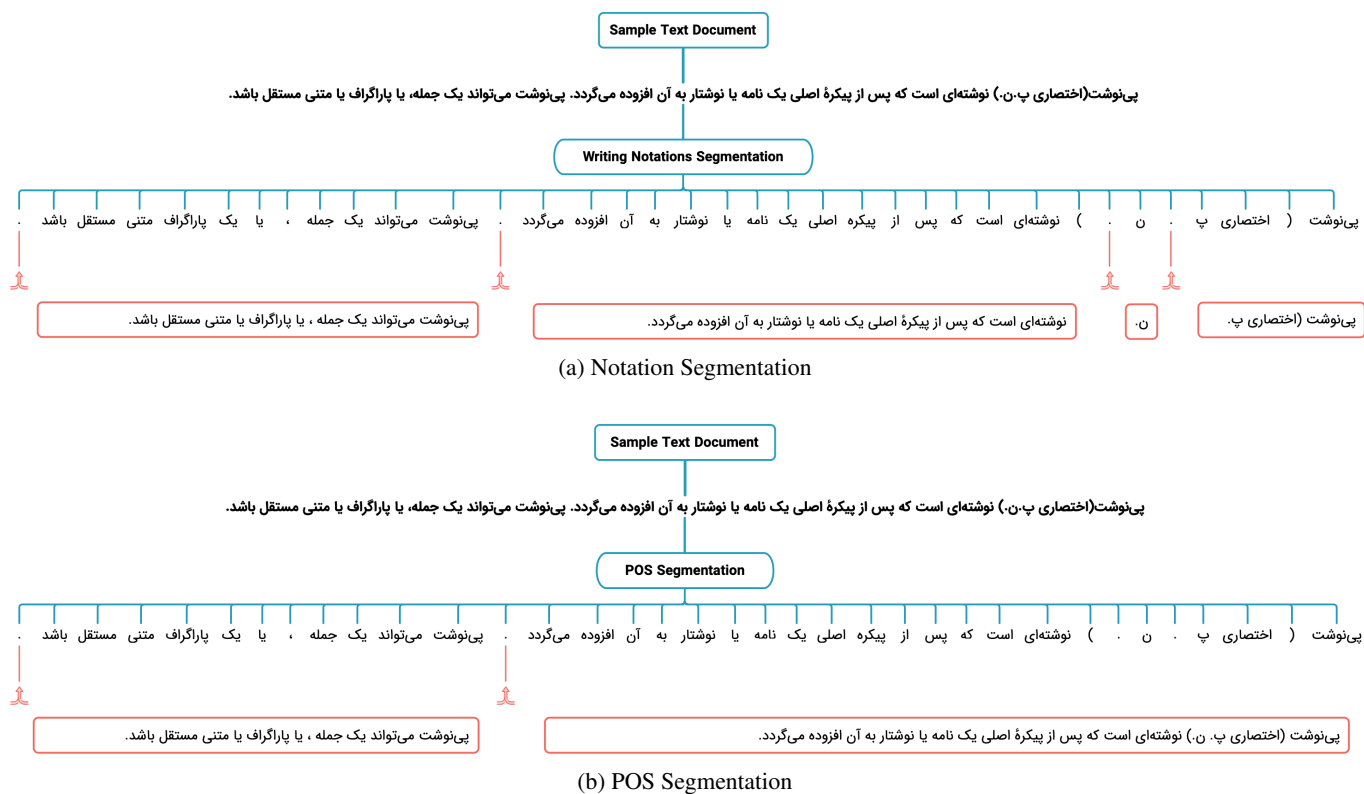 Sample Text Document
پی‌نوشت(اختصاری پ.ن.) نوشته‌ای است که پس از پیکرهٔ اصلی یک نامه یا نوشتار به آن افزوده می‌گردد. پی‌نوشت می‌تواند یک جمله، یا پاراگراف یا متنی مستقل باشد.
Writing Notations Segmentation
پی‌نوشت ( اختصاری پ . ن . ) نوشته‌ای است که پس از پیکره اصلی یک نامه یا نوشتار به آن افزوده می‌گردد . پی‌نوشت می‌تواند یک جمله ، یا یک پاراگراف متنی مستقل باشد .
پی‌نوشت (اختصاری پ.
ن.
نوشته‌ای است که پس از پیکرهٔ اصلی یک نامه یا نوشتار به آن افزوده می‌گردد.
پی‌نوشت می‌تواند یک جمله ، یا پاراگراف یا متنی مستقل باشد.
(a) Notation Segmentation
Sample Text Document
پی‌نوشت(اختصاری پ.ن.) نوشته‌ای است که پس از پیکرهٔ اصلی یک نامه یا نوشتار به آن افزوده می‌گردد. پی‌نوشت می‌تواند یک جمله، یا پاراگراف یا متنی مستقل باشد.
POS Segmentation
پی‌نوشت ( اختصاری پ . ن . ) نوشته‌ای است که پس از پیکره اصلی یک نامه یا نوشتار به آن افزوده می‌گردد . پی‌نوشت می‌تواند یک جمله ، یا یک پاراگراف متنی مستقل باشد .
پی‌نوشت (اختصاری پ. ن.) نوشته‌ای است که پس از پیکرهٔ اصلی یک نامه یا نوشتار به آن افزوده می‌گردد.
پی‌نوشت می‌تواند یک جمله ، یا پاراگراف یا متنی مستقل باشد.
(b) POS Segmentation